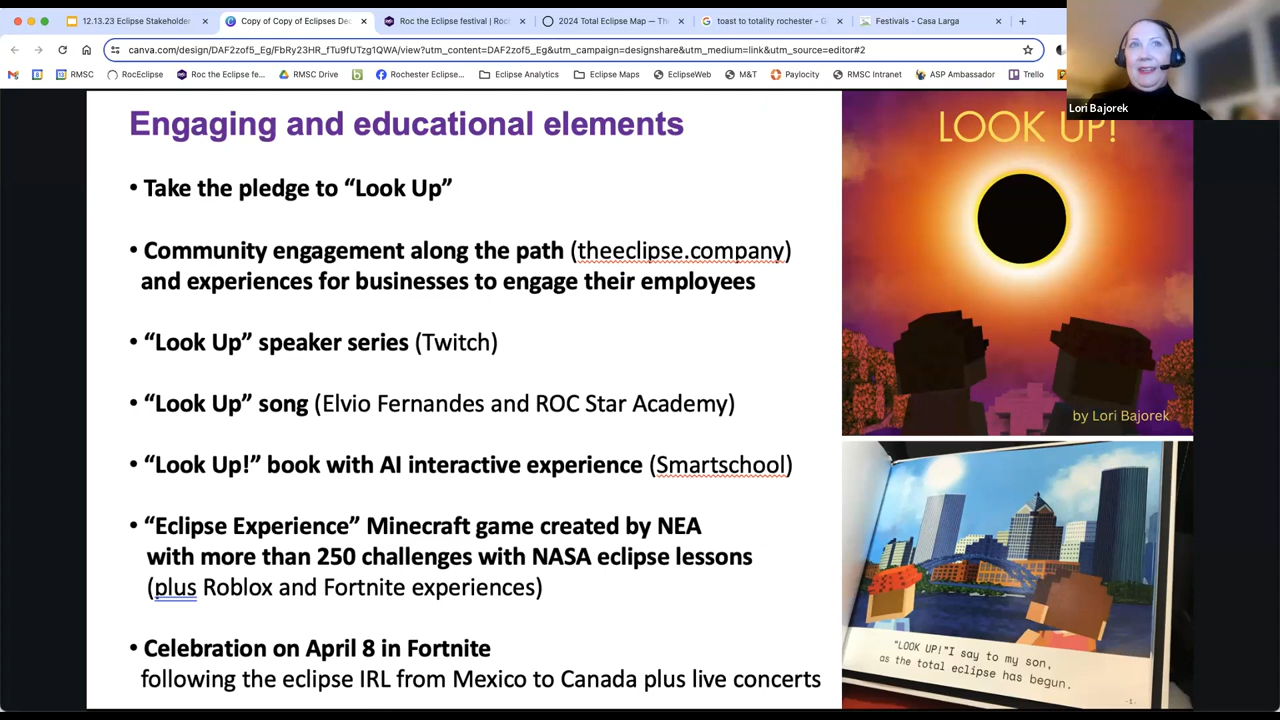 12.13.23 Eclipse Stakeholder
Copy of Copy of Eclipses Dec
Roc the Eclipse festival | Roc
2024 Total Eclipse Map — The
toast to totality rochester - G
Festivals - Casa Larga
canva.com/design/DAF2zof5_Eg/FbRy23HR_fTu9fUTzg1QWA/view?utm_content=DAF2zof5_Eg&utm_campaign=designshare&utm_medium=link&utm_source=editor#2
RMSC
RocEclipse
Roc the Eclipse fe...
RMSC Drive
Rochester Eclipse...
Eclipse Analytics
Eclipse Maps
EclipseWeb
M&T
Paylocity
RMSC Intranet
ASP Ambassador
Trello
Lori Bajorek
Engaging and educational elements
• Take the pledge to “Look Up”
• Community engagement along the path (theeclipse.company)
and experiences for businesses to engage their employees
• “Look Up” speaker series (Twitch)
• “Look Up” song (Elvio Fernandes and ROC Star Academy)
• “Look Up!” book with AI interactive experience (Smartschool)
• “Eclipse Experience” Minecraft game created by NEA
with more than 250 challenges with NASA eclipse lessons
(plus Roblox and Fortnite experiences)
• Celebration on April 8 in Fortnite
following the eclipse IRL from Mexico to Canada plus live concerts
LOOK UP!
by Lori Bajorek
“LOOK UP!” I say to my son,
as the total eclipse has begun.
-1-